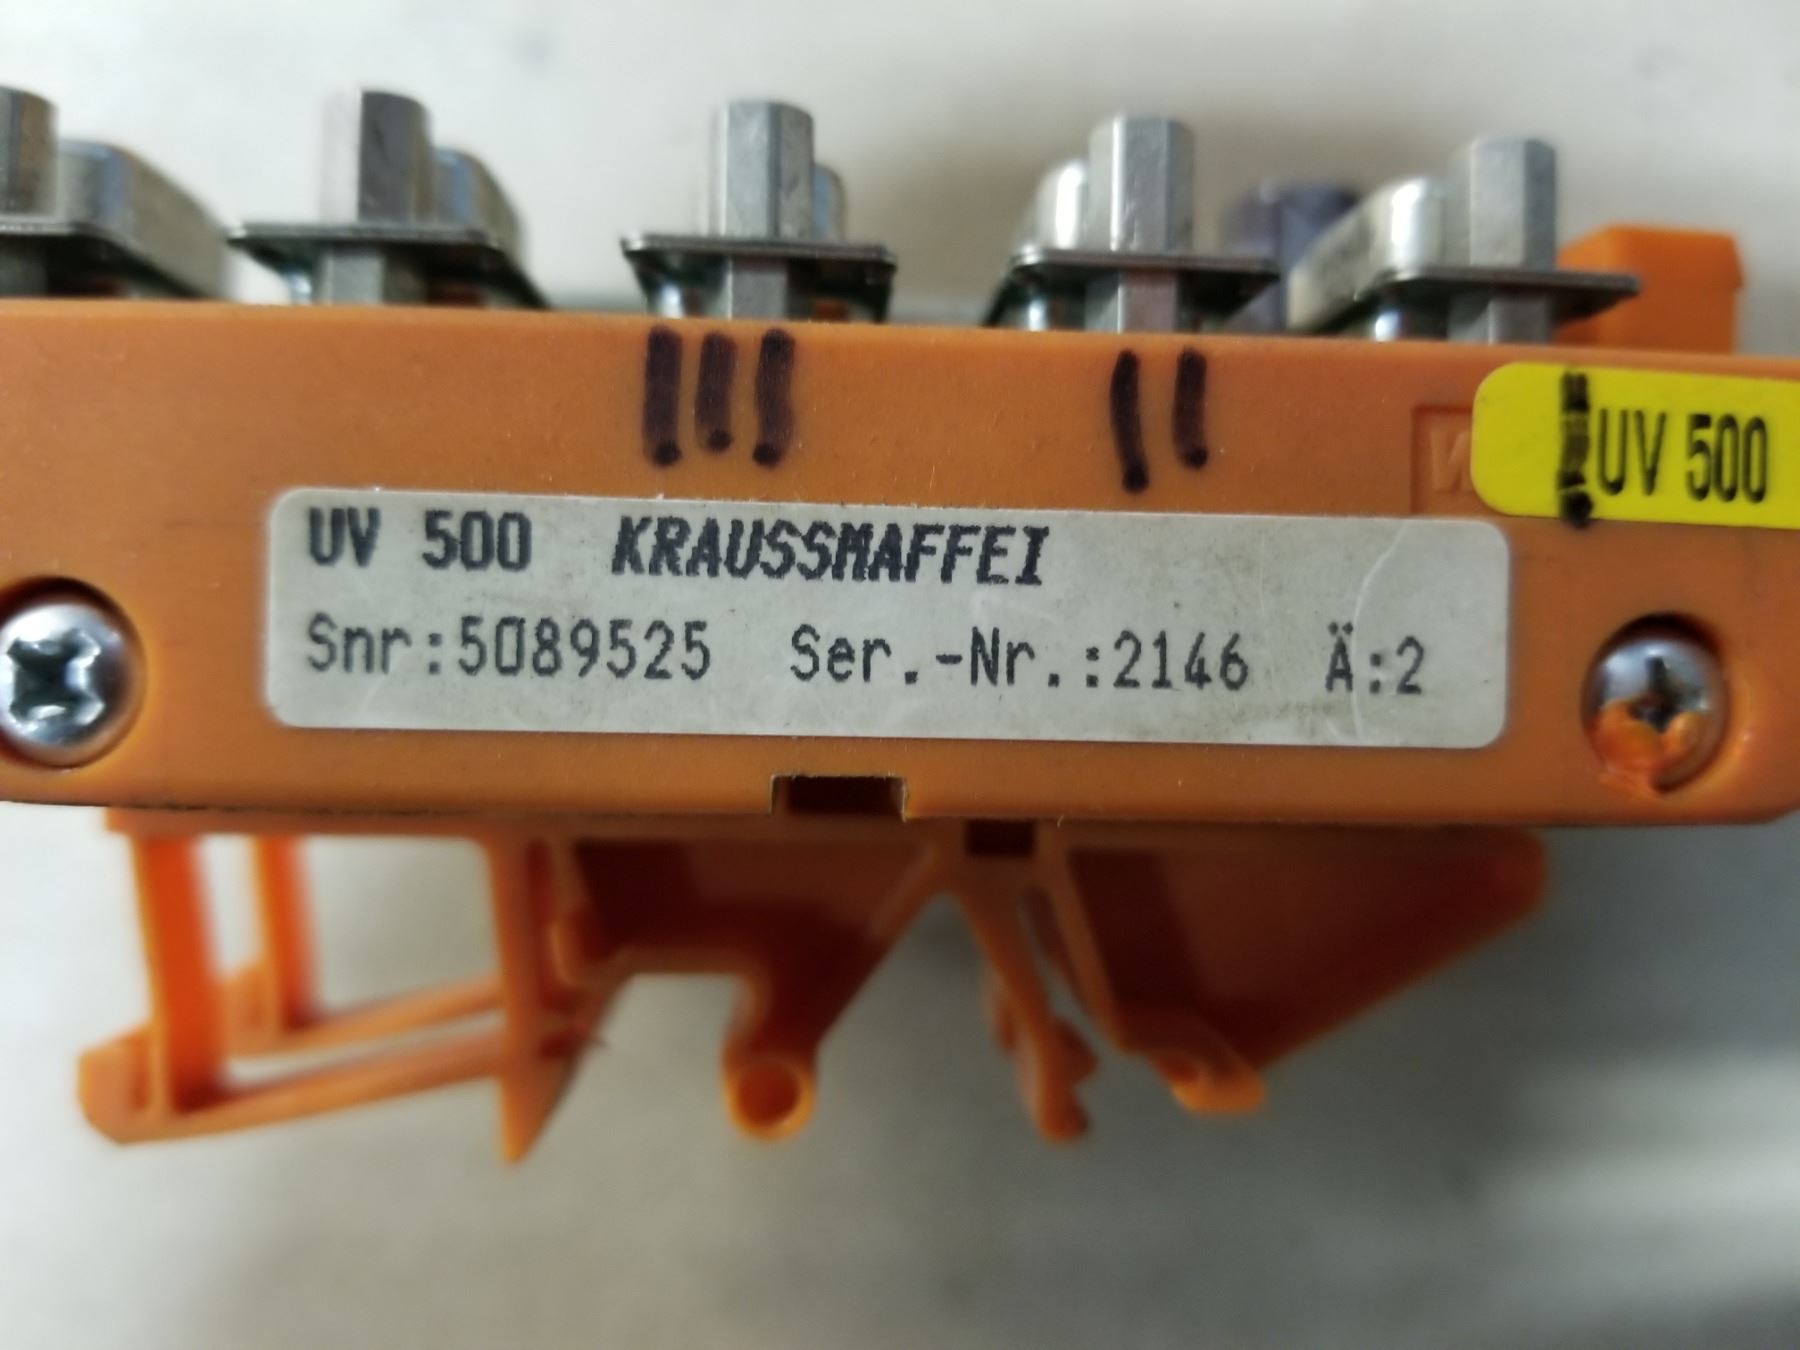 UV 500
UV 500 KRAUSSMAFFEI
Snr:5089525 Ser.-Nr.:2146 Ä:2